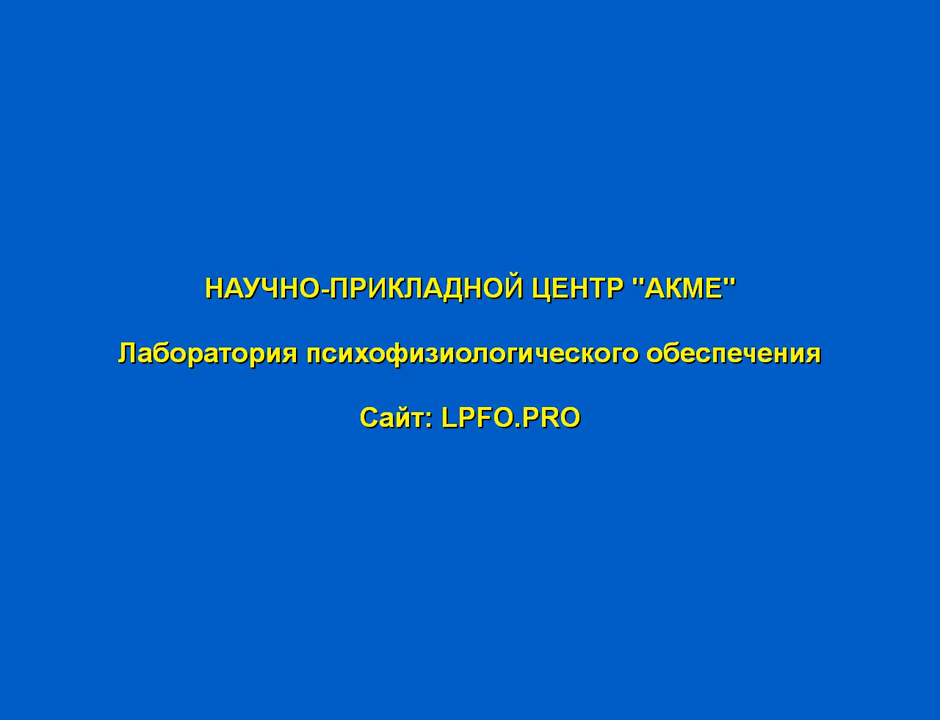 НАУЧНО-ПРИКЛАДНОЙ ЦЕНТР "АКМЕ"
Лаборатория психофизиологического обеспечения
Сайт: LPFO.PRO